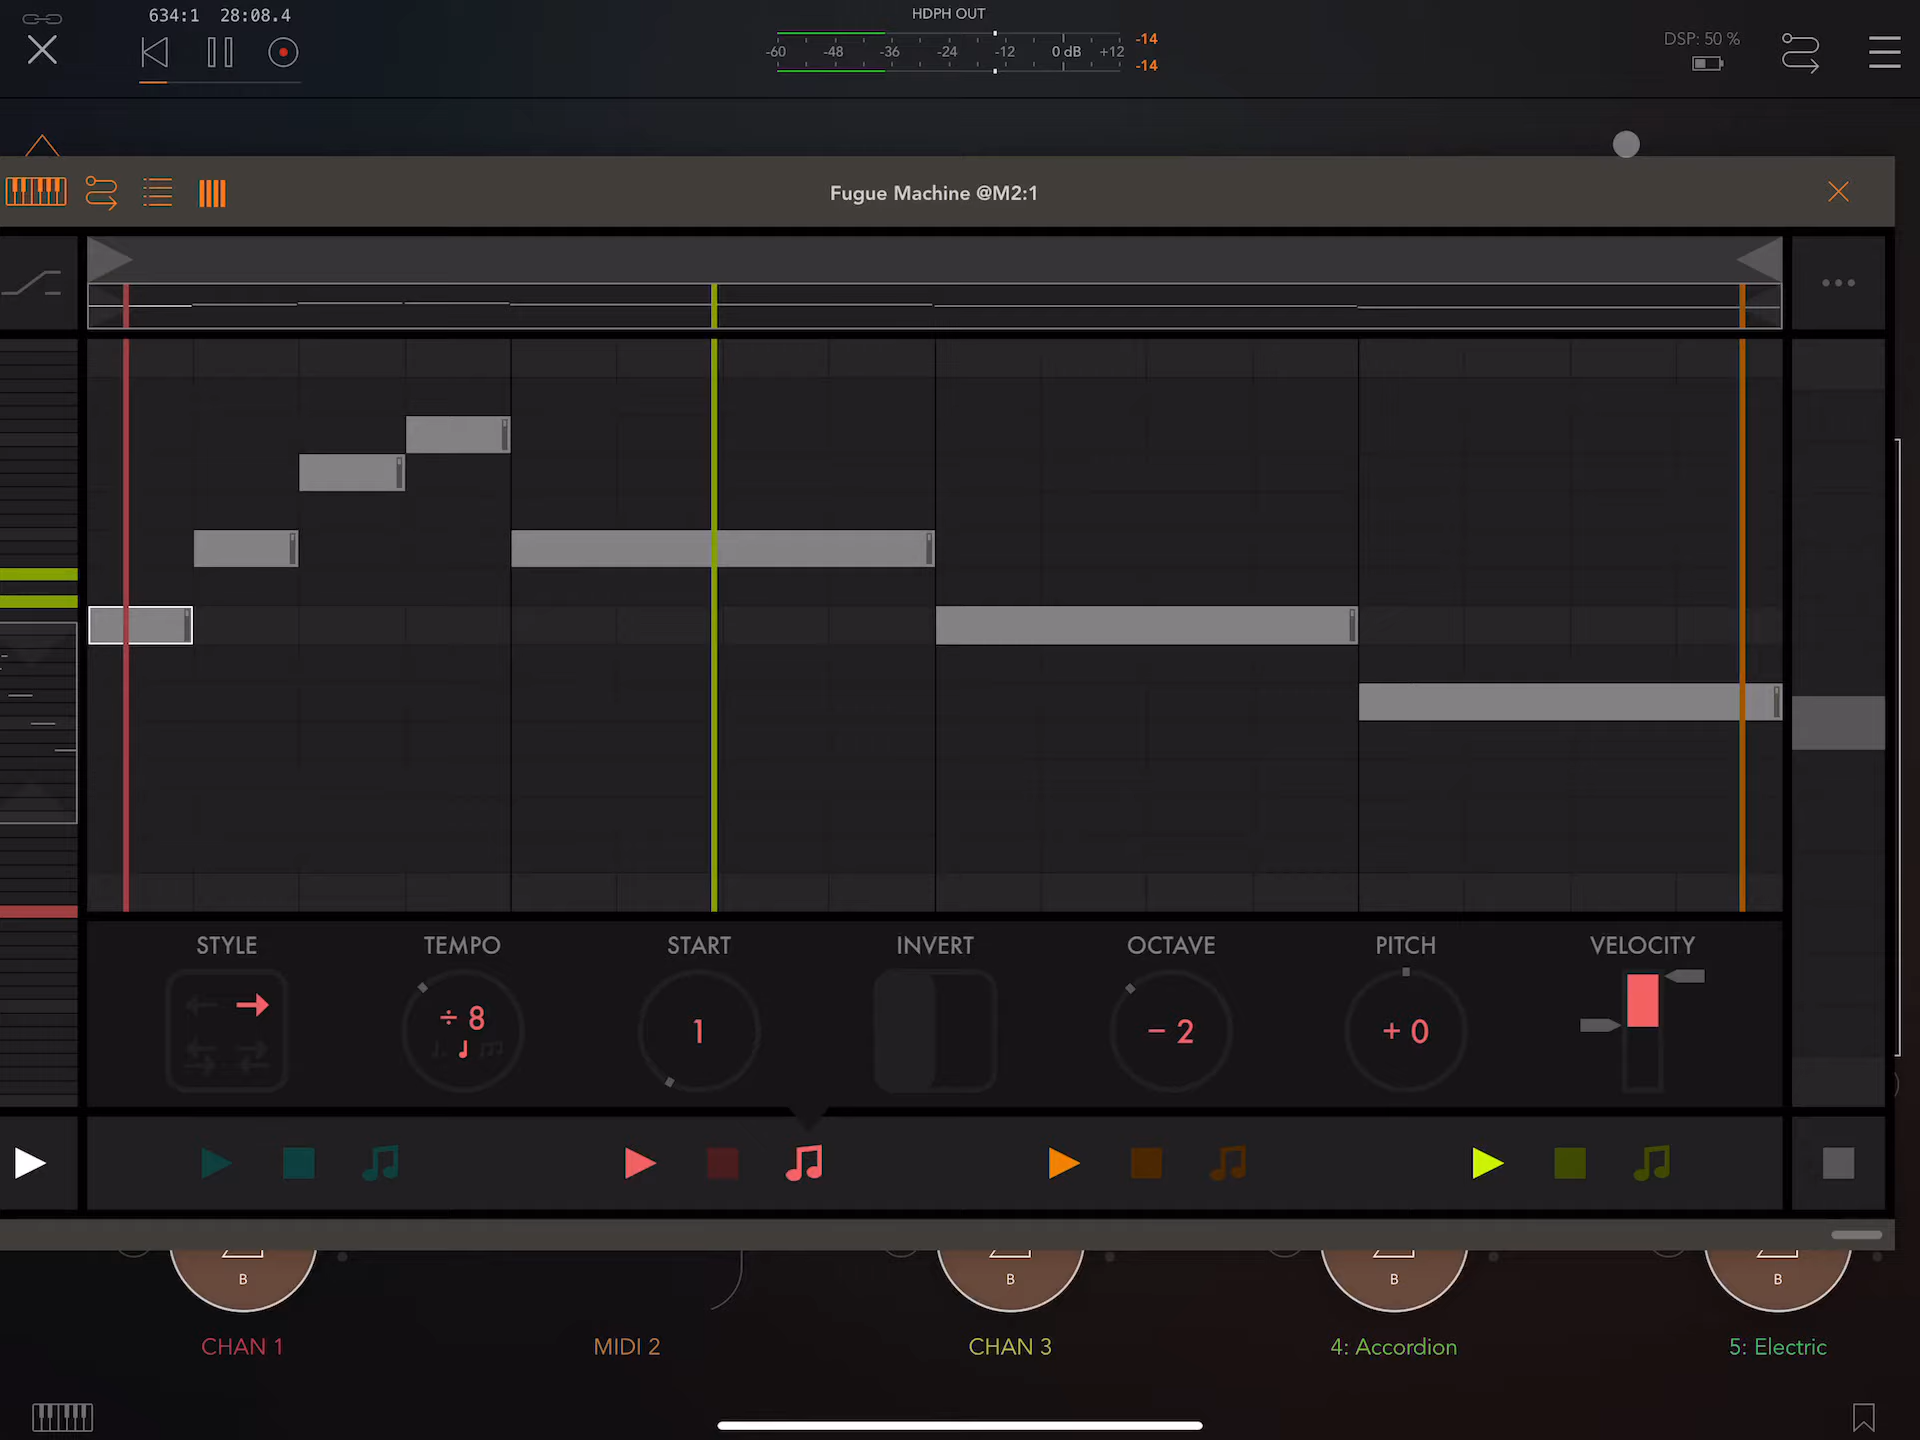 634:1 28:08.4
HDPH OUT
-60 -48 -36 -24 -12 0 dB +12
-14
-14
DSP: 50 %
Fugue Machine @M2:1
STYLE TEMPO START INVERT OCTAVE PITCH VELOCITY
÷ 8 1 − 2 + 0
B B B B
CHAN 1 MIDI 2 CHAN 3 4: Accordion 5: Electric